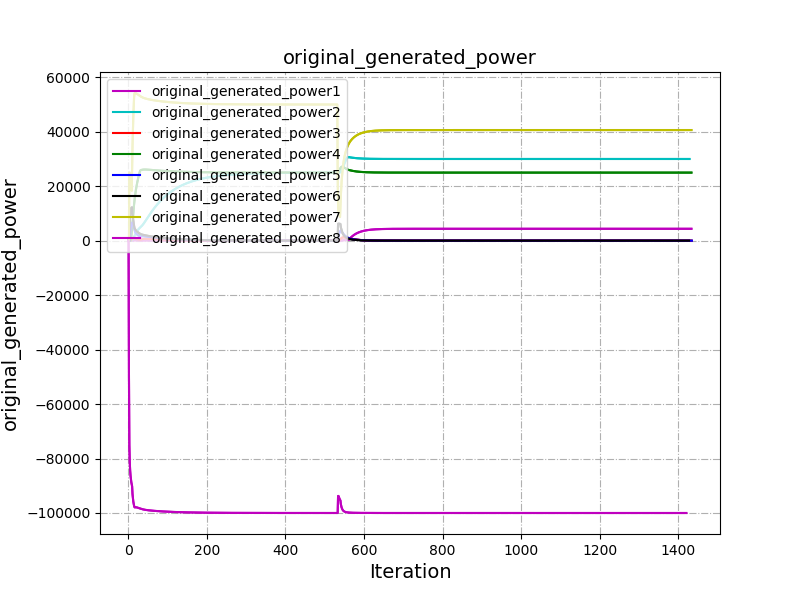 original_generated_power
60000
40000
20000
0
−20000
−40000
−60000
−80000
−100000
original_generated_power
original_generated_power1
original_generated_power2
original_generated_power3
original_generated_power4
original_generated_power5
original_generated_power6
original_generated_power7
original_generated_power8
0 200 400 600 800 1000 1200 1400
Iteration